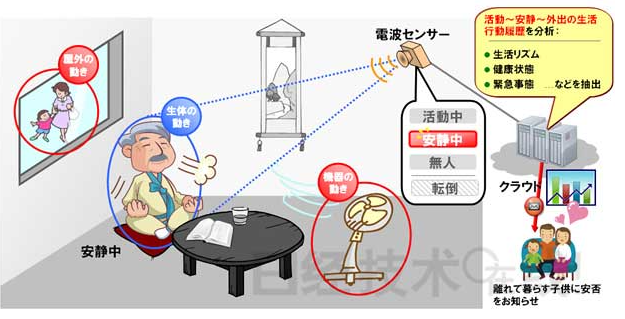 活動～安静～外出の生活
行動履歴を分析：
● 生活リズム
● 健康状態
● 緊急事態 …などを抽出
電波センサー
屋外の
動き
生体の
動き
活動中
安静中
無人
転倒
機器の
動き
クラウト
安静中
日经技术在线!
離れて暮らす子供に安否
をお知らせ